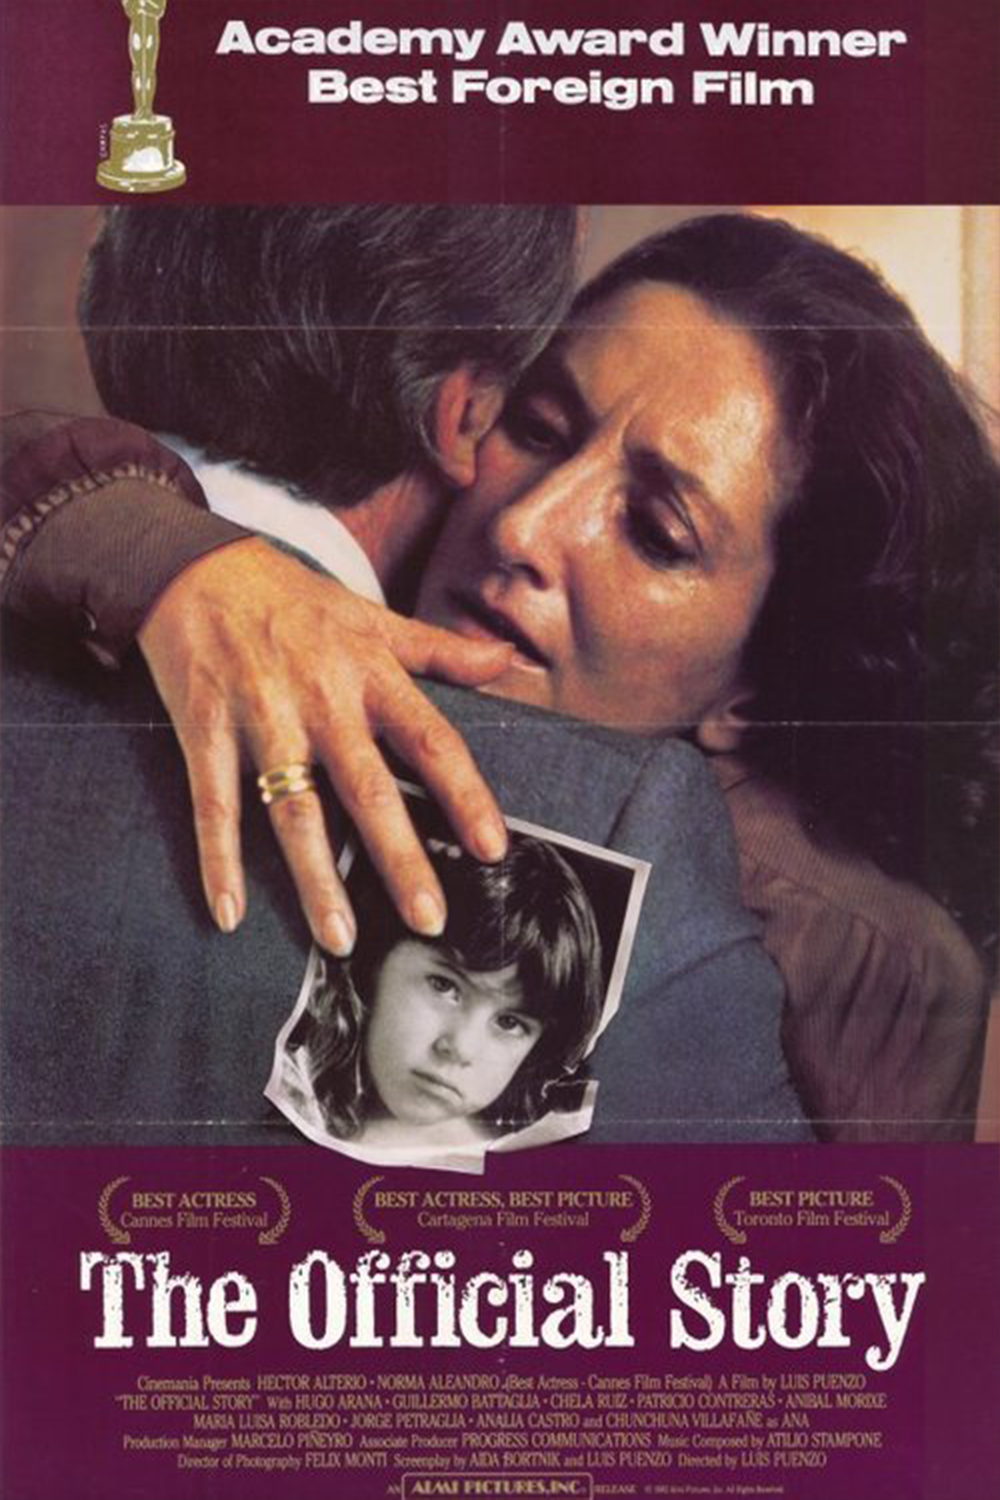 Academy Award Winner
Best Foreign Film
BEST ACTRESS
Cannes Film Festival
BEST ACTRESS, BEST PICTURE
Cartagena Film Festival
BEST PICTURE
Toronto Film Festival
The Official Story
Cinemania Presents HECTOR ALTERIO • NORMA ALEANDRO (Best Actress - Cannes Film Festival) A Film by LUIS PUENZO
"THE OFFICIAL STORY" With HUGO ARANA • GUILLERMO BATTAGLIA • CHELA RUIZ • PATRICIO CONTRERAS • ANIBAL MORIXE
MARIA LUISA ROBLEDO • JORGE PETRAGLIA • ANALIA CASTRO and CHUNCHUNA VILLAFAÑE as ANA
Production Manager MARCELO PIÑEYRO Associate Producer PROGRESS COMMUNICATIONS Music Composed by ATILIO STAMPONE
Director of Photography FELIX MONTI Screenplay by AIDA BORTNIK and LUIS PUENZO Directed by LUIS PUENZO
AN ALMI PICTURES, INC. RELEASE